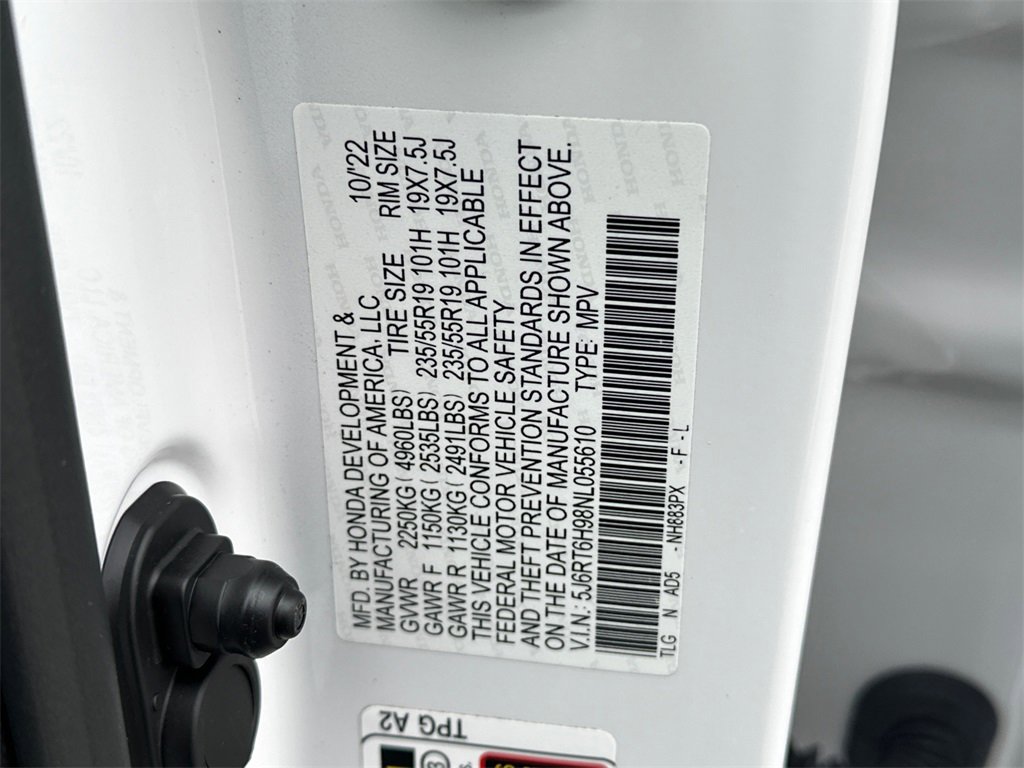 MFD. BY HONDA DEVELOPMENT &
MANUFACTURING OF AMERICA, LLC 10/'22
GVWR 2250KG ( 4960LBS) TIRE SIZE RIM SIZE
GAWR F 1150KG ( 2535LBS) 235/55R19 101H 19X7.5J
GAWR R 1130KG ( 2491LBS) 235/55R19 101H 19X7.5J
THIS VEHICLE CONFORMS TO ALL APPLICABLE
FEDERAL MOTOR VEHICLE SAFETY
AND THEFT PREVENTION STANDARDS IN EFFECT
ON THE DATE OF MANUFACTURE SHOWN ABOVE.
V.I.N.: 5J6RT6H98NL055610 TYPE: MPV
TLG N AD5 -NH883PX -F-L
TPG A2